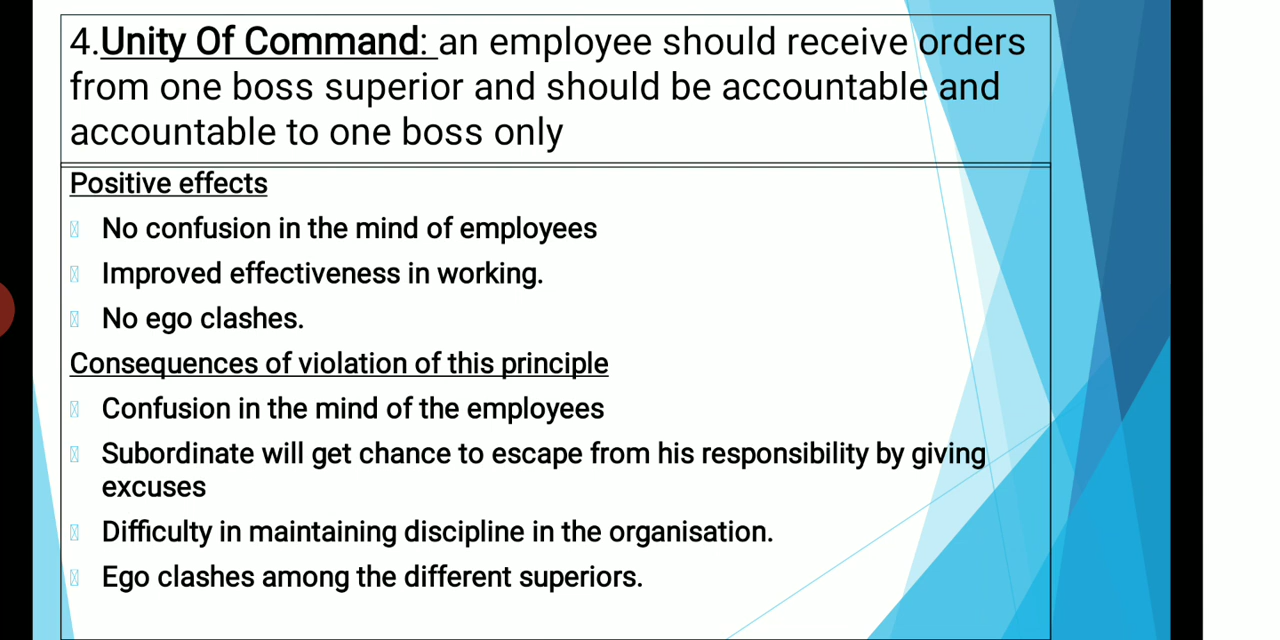 4.Unity Of Command: an employee should receive orders
from one boss superior and should be accountable and
accountable to one boss only
Positive effects
No confusion in the mind of employees
Improved effectiveness in working.
No ego clashes.
Consequences of violation of this principle
Confusion in the mind of the employees
Subordinate will get chance to escape from his responsibility by giving
excuses
Difficulty in maintaining discipline in the organisation.
Ego clashes among the different superiors.